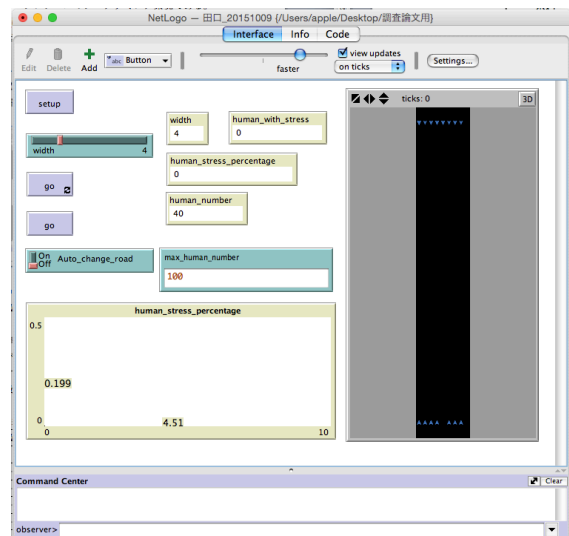 NetLogo — 田口_20151009 {/Users/apple/Desktop/調査論文用}
Interface Info Code
Edit Delete Add
abc Button
faster
view updates
on ticks
Settings...
setup
width
4
human_with_stress
0
width 4
human_stress_percentage
0
go
human_number
40
go
On
Off
Auto_change_road
max_human_number
100
human_stress_percentage
0.5
0.199
4.51
0
0
10
ticks: 0
3D
Command Center
Clear
observer>